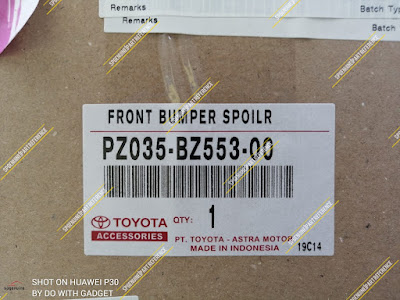 Remarks
Batch Typ
Remarks
Batch
FRONT BUMPER SPOILR
PZ035-BZ553-00
TOYOTA
ACCESSORIES
QTY: 1
PT. TOYOTA - ASTRA MOTOR
MADE IN INDONESIA
19C14
SHOT ON HUAWEI P30
BY DO WITH GADGET